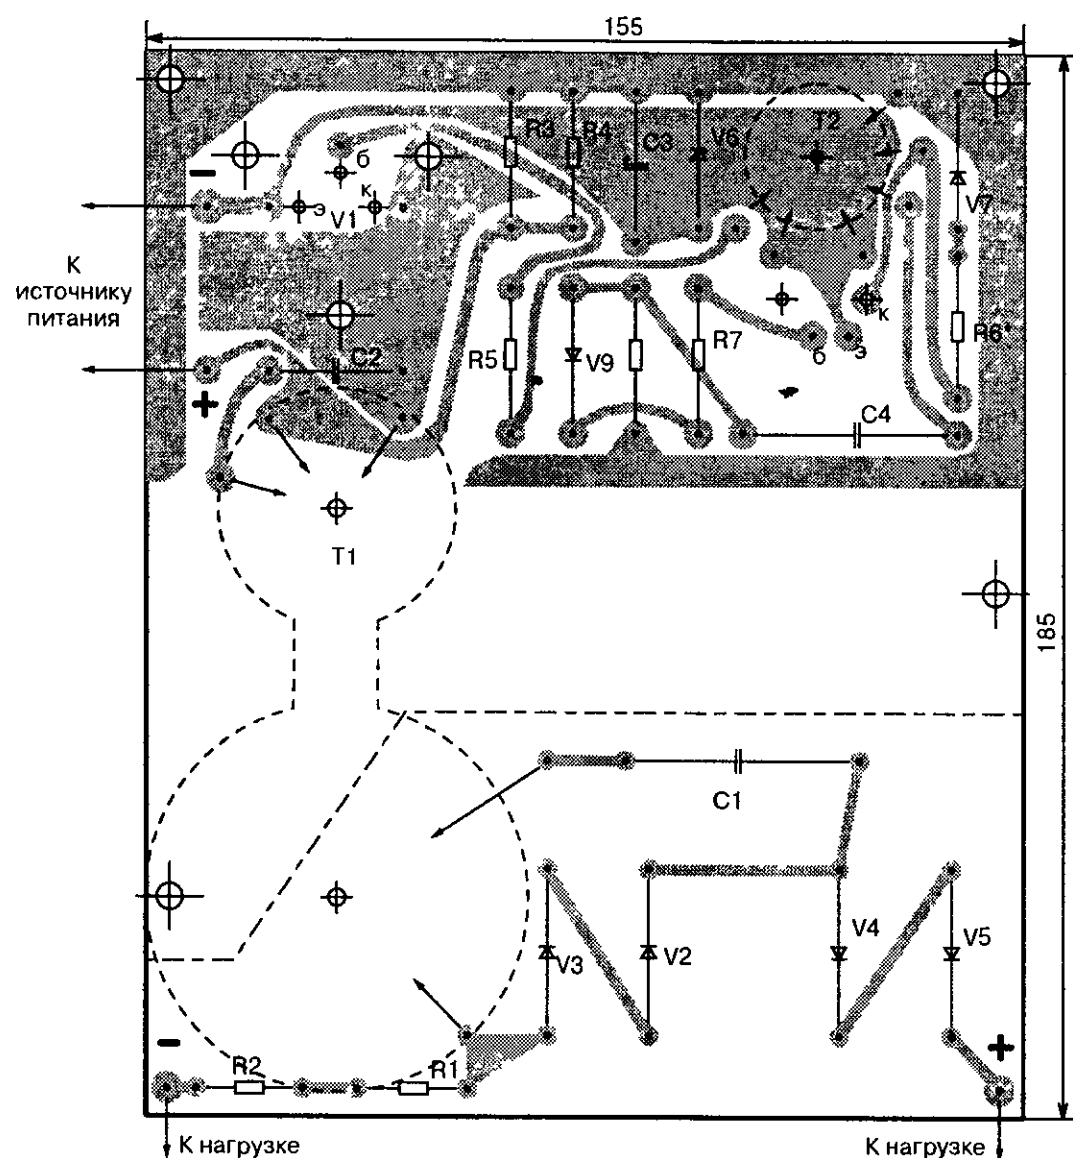 155
R3
R4
C3
V6
T2
б
к
э
V1
V7
−
К
источнику
питания
C2
+
R5
V9
R7
б
э
к
R6
C4
T1
185
C1
V3
V2
V4
V5
−
+
R2
R1
К нагрузке
К нагрузке